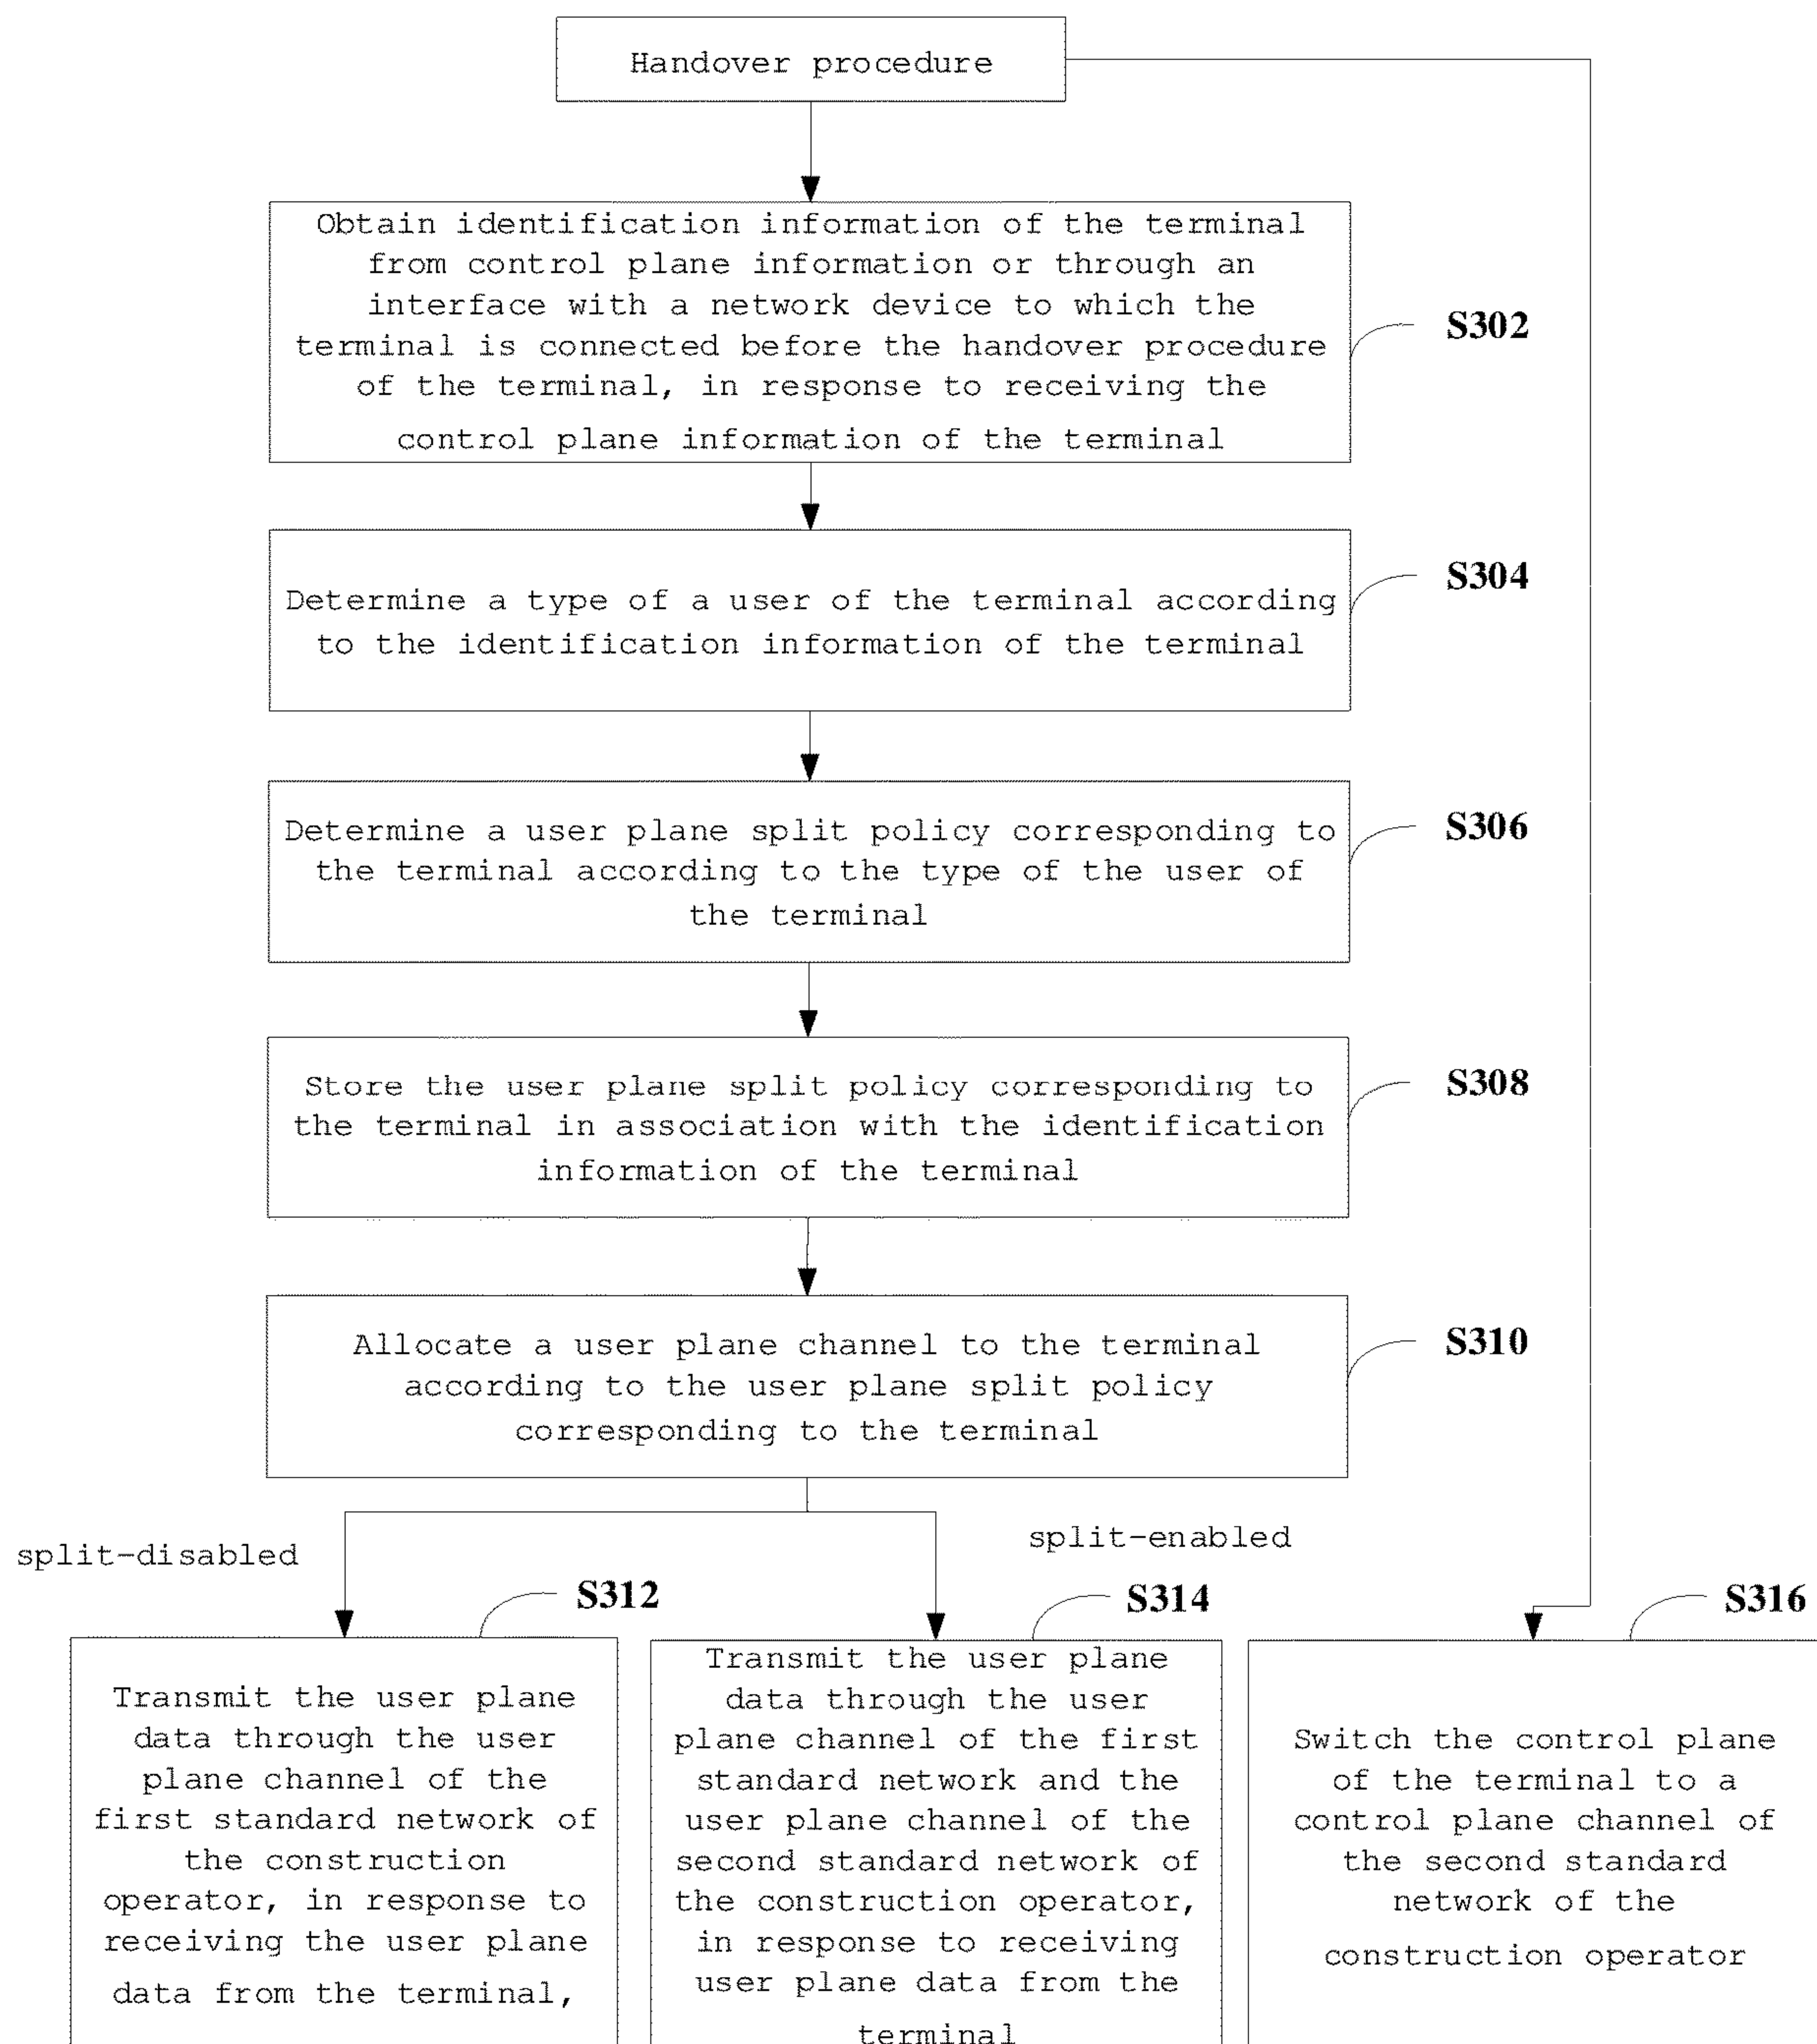 Handover procedure
Obtain identification information of the terminal
from control plane information or through an
interface with a network device to which the
terminal is connected before the handover procedure
of the terminal, in response to receiving the
control plane information of the terminal
S302
Determine a type of a user of the terminal according
to the identification information of the terminal
S304
Determine a user plane split policy corresponding to
the terminal according to the type of the user of
the terminal
S306
Store the user plane split policy corresponding to
the terminal in association with the identification
information of the terminal
S308
Allocate a user plane channel to the terminal
according to the user plane split policy
corresponding to the terminal
S310
split-disabled
split-enabled
S312
Transmit the user plane
data through the user
plane channel of the
first standard network of
the construction
operator, in response to
receiving the user plane
data from the terminal,
S314
Transmit the user plane
data through the user
plane channel of the first
standard network and the
user plane channel of the
second standard network of
the construction operator,
in response to receiving
user plane data from the
terminal
S316
Switch the control plane
of the terminal to a
control plane channel of
the second standard
network of the
construction operator